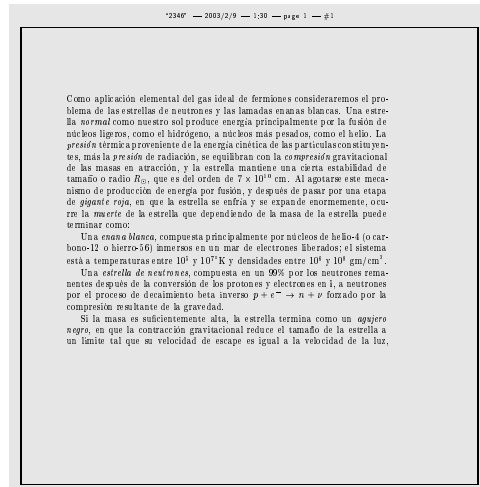 "2346" — 2003/2/9 — 1:30 — page 1 — #1
Como aplicación elemental del gas ideal de fermiones consideraremos el pro-
blema de las estrellas de neutrones y las lamadas enanas blancas. Una estre-
lla normal como nuestro sol produce energía principalmente por la fusión de
núcleos ligeros, como el hidrógeno, a núcleos más pesados, como el helio. La
presión térmica proveniente de la energía cinética de las partículas constituyen-
tes, más la presión de radiación, se equilibran con la compresión gravitacional
de las masas en atracción, y la estrella mantiene una cierta estabilidad de
tamaño o radio R☉, que es del orden de 7 × 10¹⁰ cm. Al agotarse este meca-
nismo de producción de energía por fusión, y después de pasar por una etapa
de gigante roja, en que la estrella se enfría y se expande enormemente, ocu-
rre la muerte de la estrella que dependiendo de la masa de la estrella puede
terminar como:
Una enana blanca, compuesta principalmente por núcleos de helio-4 (o car-
bono-12 o hierro-56) inmersos en un mar de electrones liberados; el sistema
está a temperaturas entre 10⁵ y 10⁷°K y densidades entre 10⁶ y 10⁸ gm/cm³.
Una estrella de neutrones, compuesta en un 99% por los neutrones rema-
nentes después de la conversión de los protones y electrones en i, a neutrones
por el proceso de decaimiento beta inverso p + e⁻ → n + ν forzado por la
compresión resultante de la gravedad.
Si la masa es suficientemente alta, la estrella termina como un agujero
negro, en que la contracción gravitacional reduce el tamaño de la estrella a
un límite tal que su velocidad de escape es igual a la velocidad de la luz,